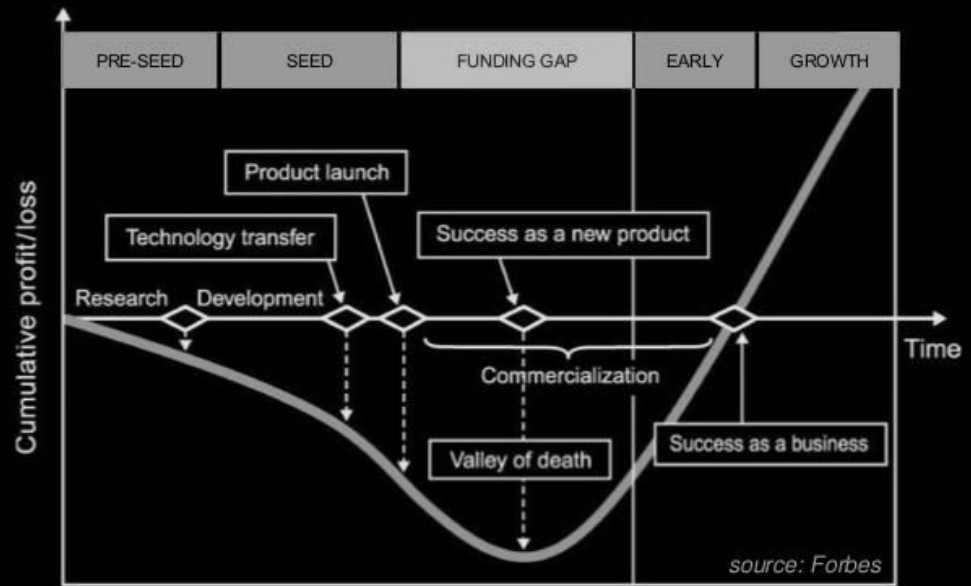 PRE-SEED SEED FUNDING GAP EARLY GROWTH
Product launch
Technology transfer
Success as a new product
Research Development
Time
Commercialization
Success as a business
Valley of death
Cumulative profit/loss
source: Forbes